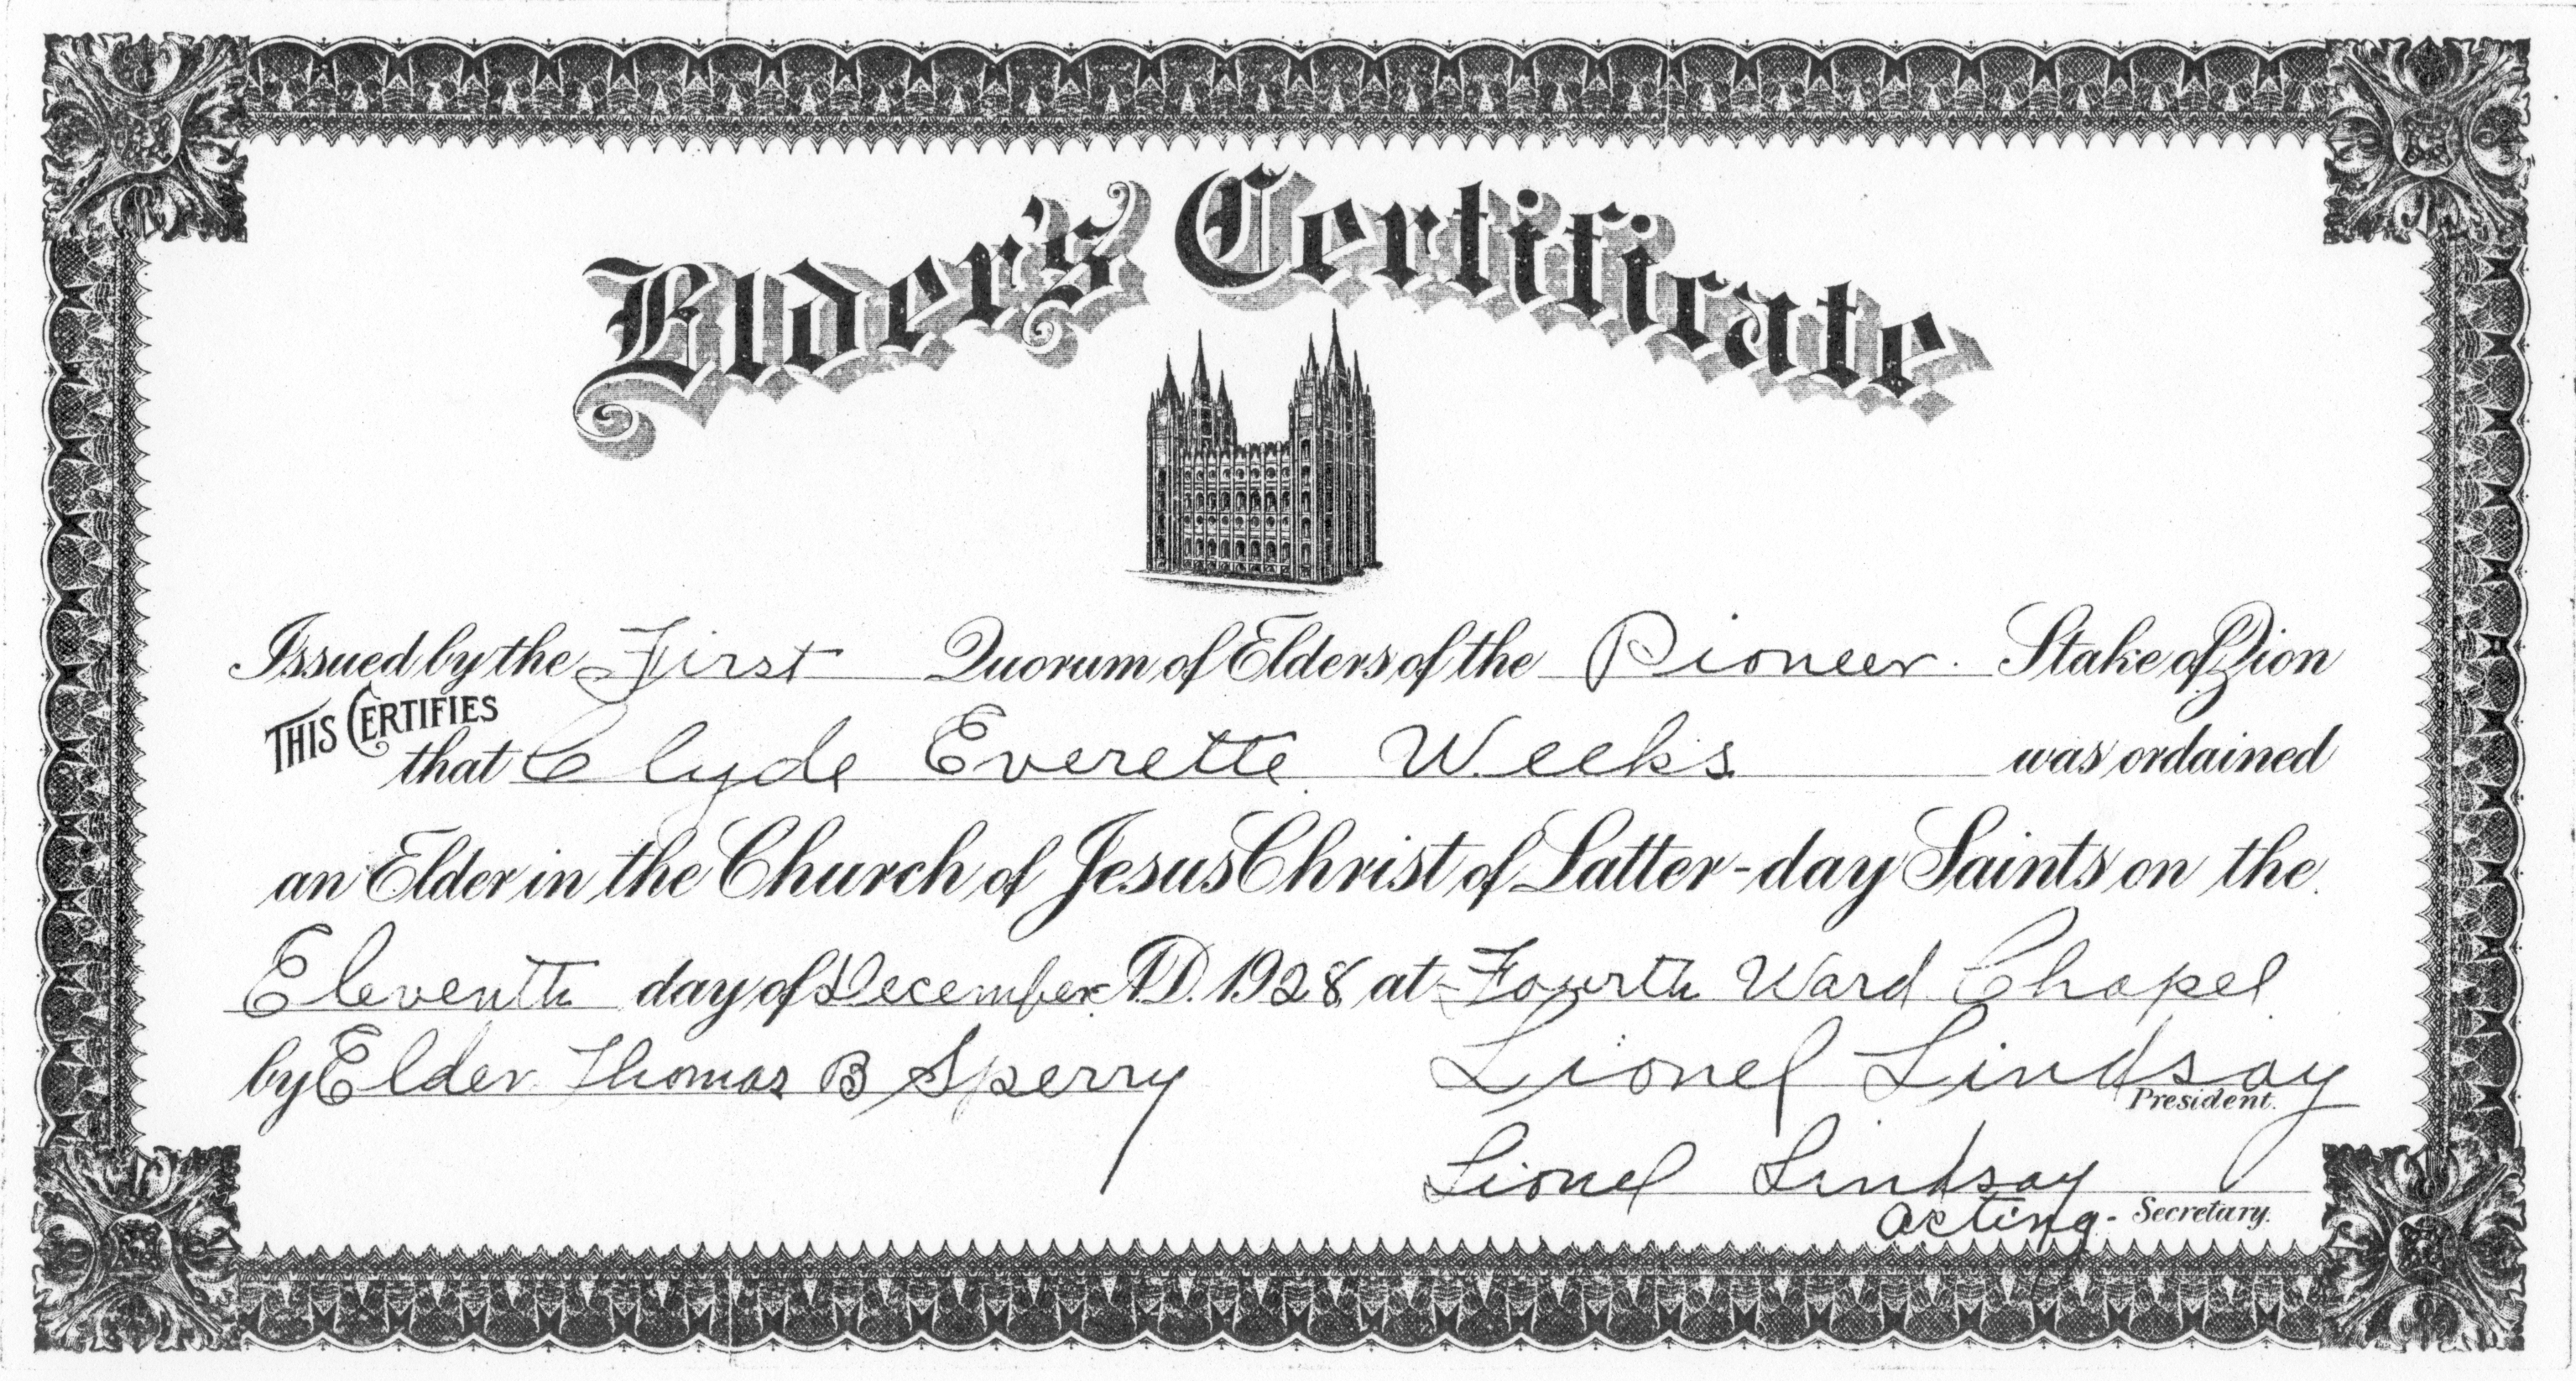 Elder's Certificate
Issued by the First Quorum of Elders of the Pioneer Stake of Zion
THIS CERTIFIES
that Clyde Everette Weeks was ordained
an Elder in the Church of Jesus Christ of Latter-day Saints on the
Eleventh day of December A.D. 1928 at Fourth Ward Chapel
by Elder Thomas B Sperry Lionel Lindsay
President.
Lionel Lindsay
acting - Secretary.